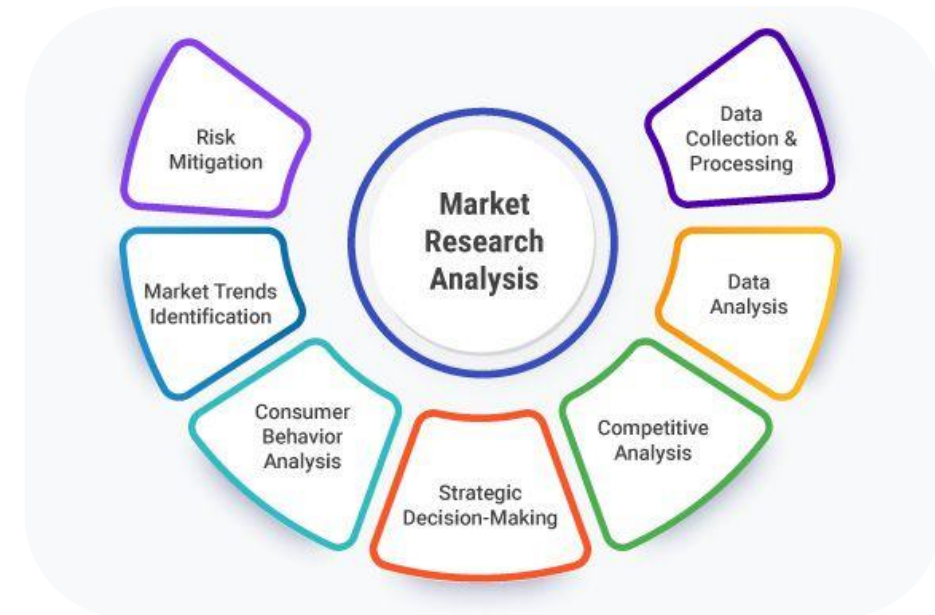 Market
Research
Analysis
Risk
Mitigation
Market Trends
Identification
Consumer
Behavior
Analysis
Strategic
Decision-Making
Competitive
Analysis
Data
Analysis
Data
Collection &
Processing